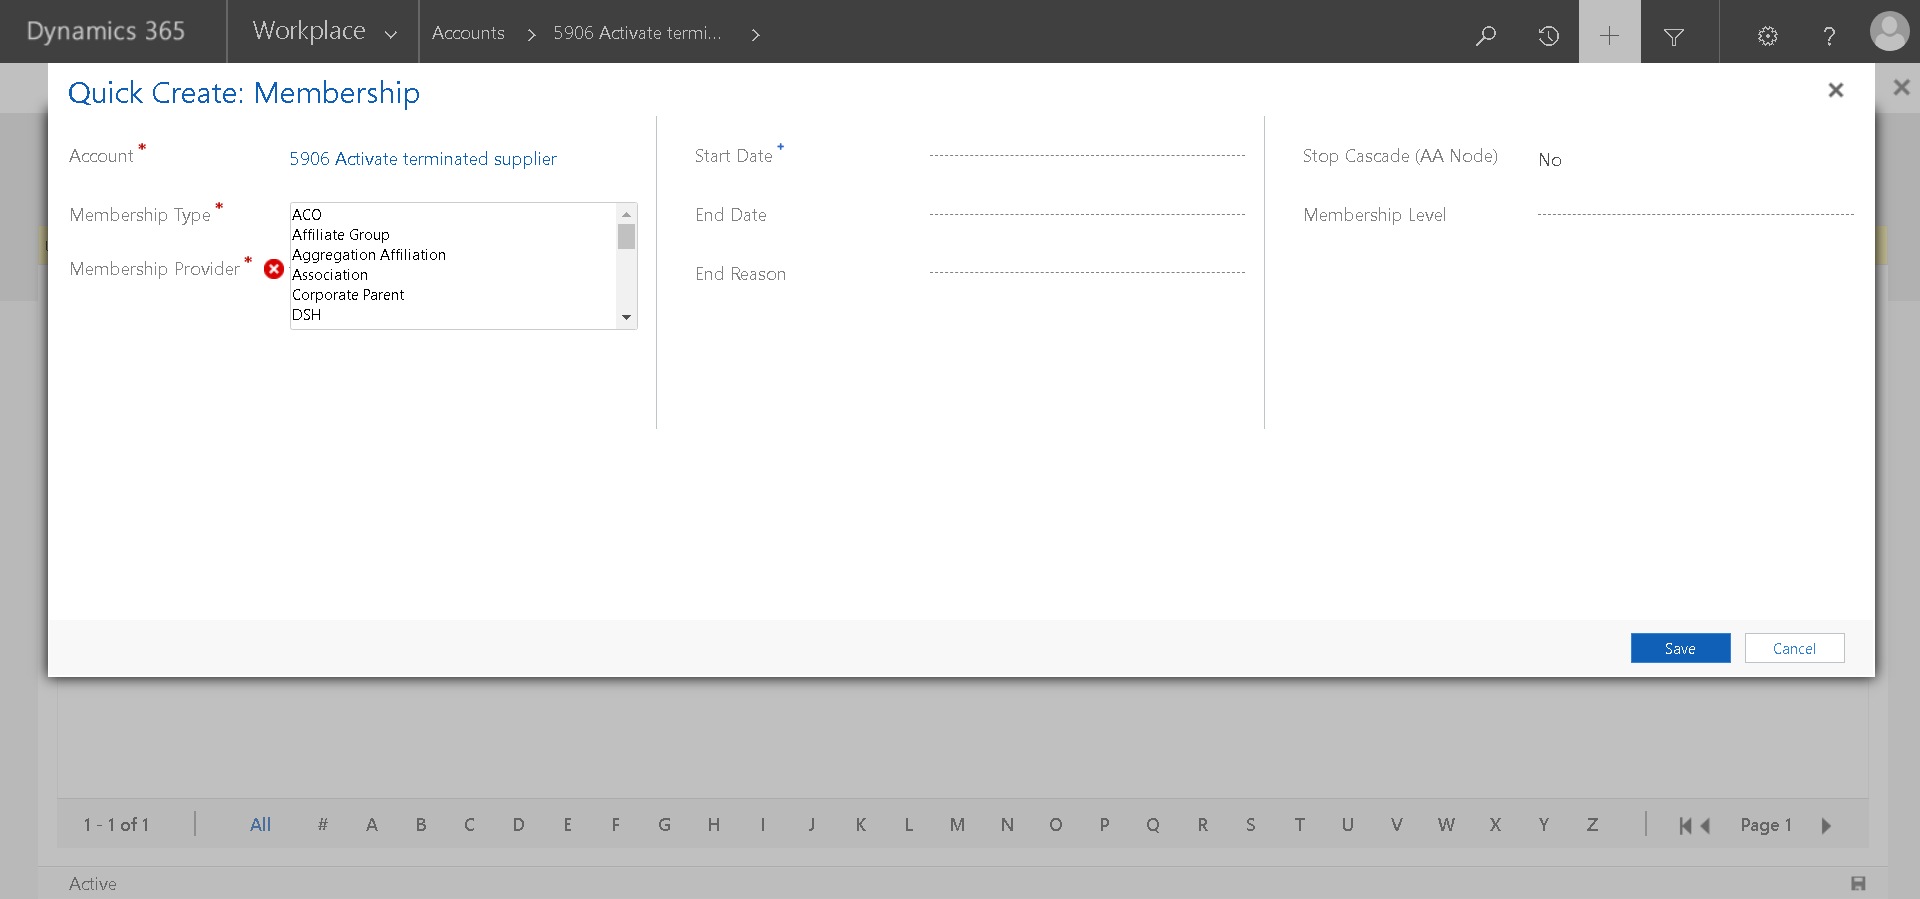 Dynamics 365
Workplace
Accounts
5906 Activate termi...
Quick Create: Membership
Account *
5906 Activate terminated supplier
Membership Type *
ACO
Affiliate Group
Aggregation Affiliation
Association
Corporate Parent
DSH
Membership Provider *
Start Date +
End Date
End Reason
Stop Cascade (AA Node)
No
Membership Level
Save
Cancel
1 - 1 of 1
All # A B C D E F G H I J K L M N O P Q R S T U V W X Y Z
Page 1
Active